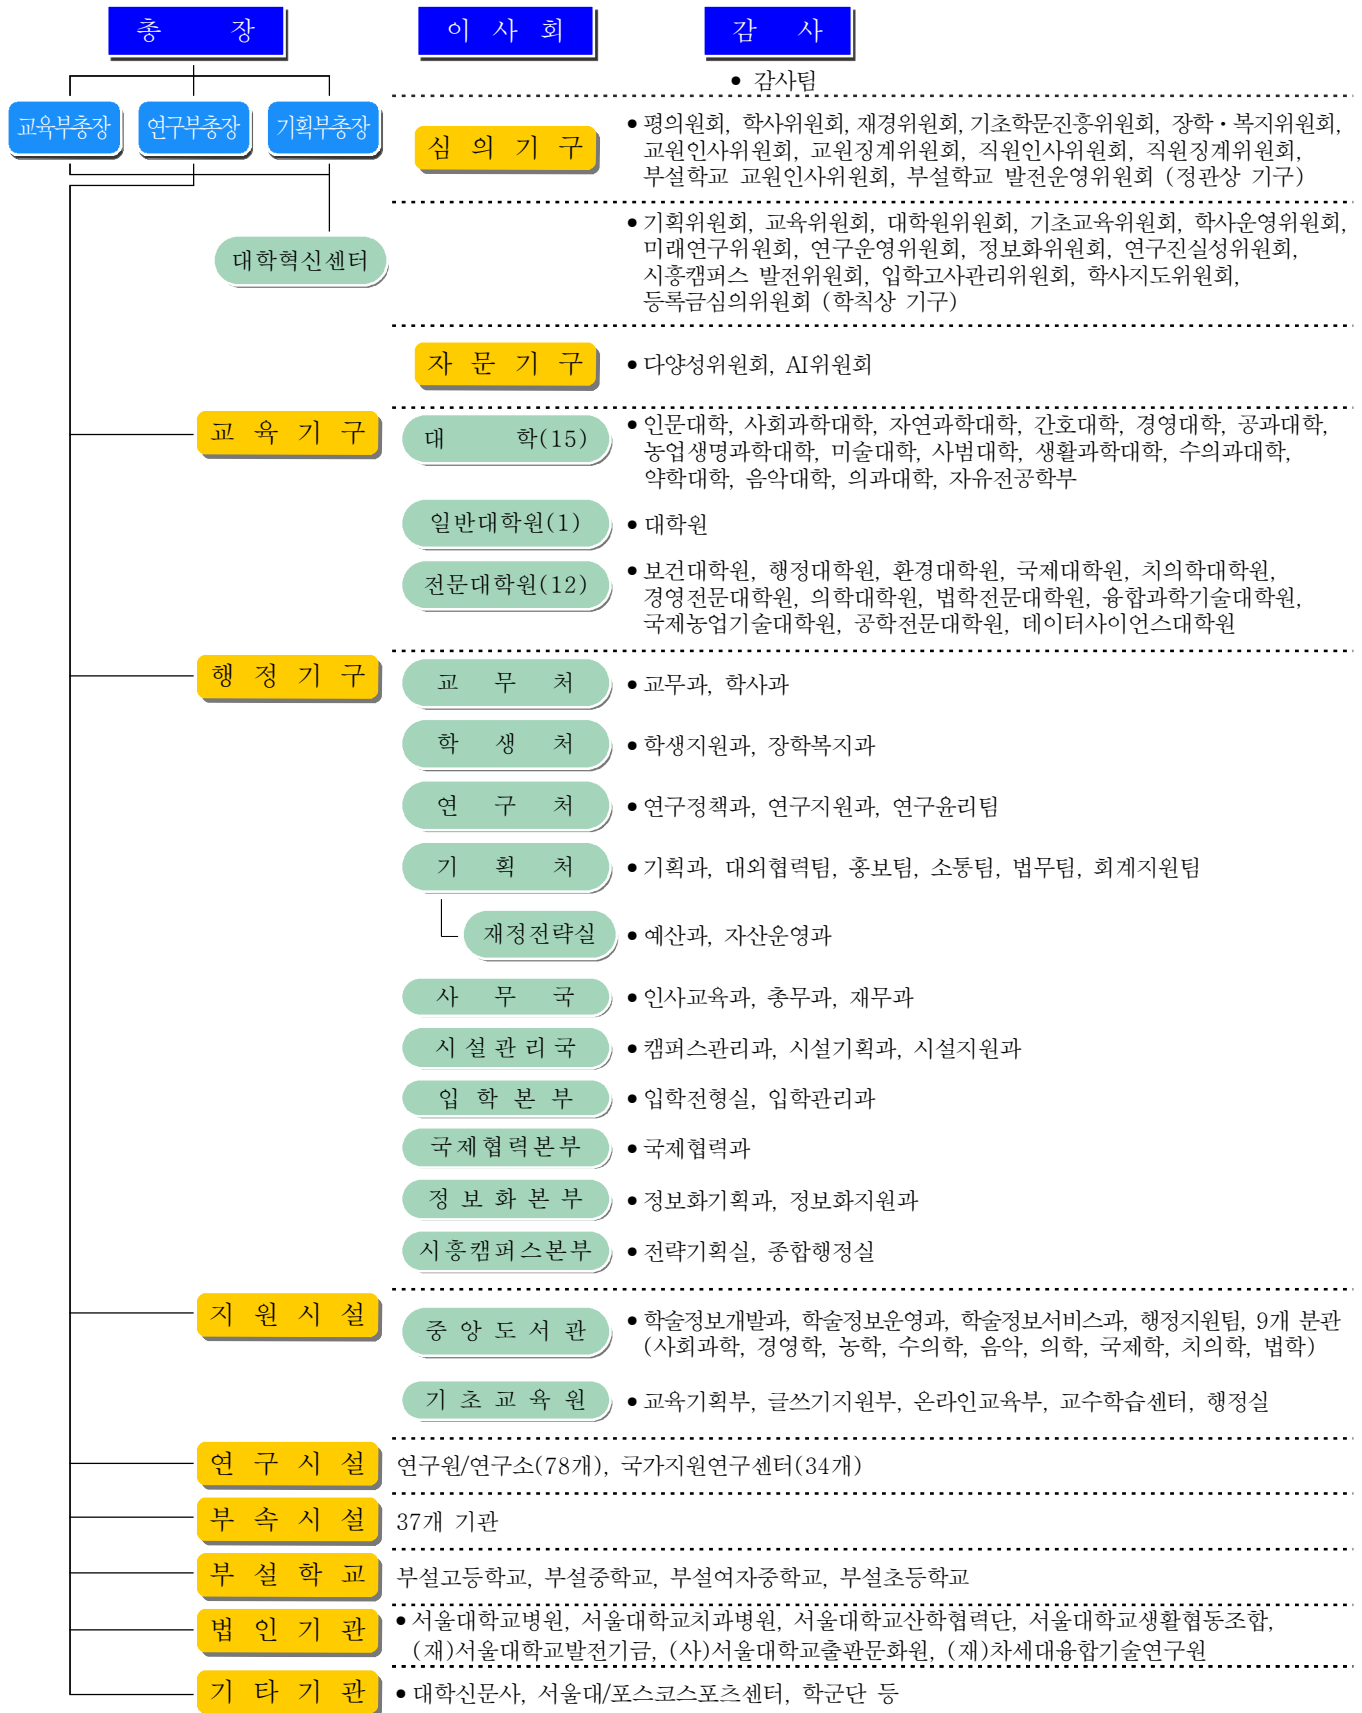 총 장
이 사 회
감 사
• 감사팀
교육부총장
연구부총장
기획부총장
심 의 기 구
• 평의원회, 학사위원회, 재경위원회, 기초학문진흥위원회, 장학·복지위원회,
교원인사위원회, 교원징계위원회, 직원인사위원회, 직원징계위원회,
부설학교 교원인사위원회, 부설학교 발전운영위원회 (정관상 기구)
대학혁신센터
• 기획위원회, 교육위원회, 대학원위원회, 기초교육위원회, 학사운영위원회,
미래연구위원회, 연구운영위원회, 정보화위원회, 연구진실성위원회,
시흥캠퍼스 발전위원회, 입학고사관리위원회, 학사지도위원회,
등록금심의위원회 (학칙상 기구)
자 문 기 구
• 다양성위원회, AI위원회
교 육 기 구
대 학(15)
• 인문대학, 사회과학대학, 자연과학대학, 간호대학, 경영대학, 공과대학,
농업생명과학대학, 미술대학, 사범대학, 생활과학대학, 수의과대학,
약학대학, 음악대학, 의과대학, 자유전공학부
일반대학원(1)
• 대학원
전문대학원(12)
• 보건대학원, 행정대학원, 환경대학원, 국제대학원, 치의학대학원,
경영전문대학원, 의학대학원, 법학전문대학원, 융합과학기술대학원,
국제농업기술대학원, 공학전문대학원, 데이터사이언스대학원
행 정 기 구
교 무 처
• 교무과, 학사과
학 생 처
• 학생지원과, 장학복지과
연 구 처
• 연구정책과, 연구지원과, 연구윤리팀
기 획 처
• 기획과, 대외협력팀, 홍보팀, 소통팀, 법무팀, 회계지원팀
재정전략실
• 예산과, 자산운영과
사 무 국
• 인사교육과, 총무과, 재무과
시설관리국
• 캠퍼스관리과, 시설기획과, 시설지원과
입 학 본 부
• 입학전형실, 입학관리과
국제협력본부
• 국제협력과
정 보 화 본 부
• 정보화기획과, 정보화지원과
시흥캠퍼스본부
• 전략기획실, 종합행정실
지 원 시 설
중 앙 도 서 관
• 학술정보개발과, 학술정보운영과, 학술정보서비스과, 행정지원팀, 9개 분관
(사회과학, 경영학, 농학, 수의학, 음악, 의학, 국제학, 치의학, 법학)
기 초 교 육 원
• 교육기획부, 글쓰기지원부, 온라인교육부, 교수학습센터, 행정실
연 구 시 설
연구원/연구소(78개), 국가지원연구센터(34개)
부 속 시 설
37개 기관
부 설 학 교
부설고등학교, 부설중학교, 부설여자중학교, 부설초등학교
법 인 기 관
• 서울대학교병원, 서울대학교치과병원, 서울대학교산학협력단, 서울대학교생활협동조합,
(재)서울대학교발전기금, (사)서울대학교출판문화원, (재)차세대융합기술연구원
기 타 기 관
• 대학신문사, 서울대/포스코스포츠센터, 학군단 등